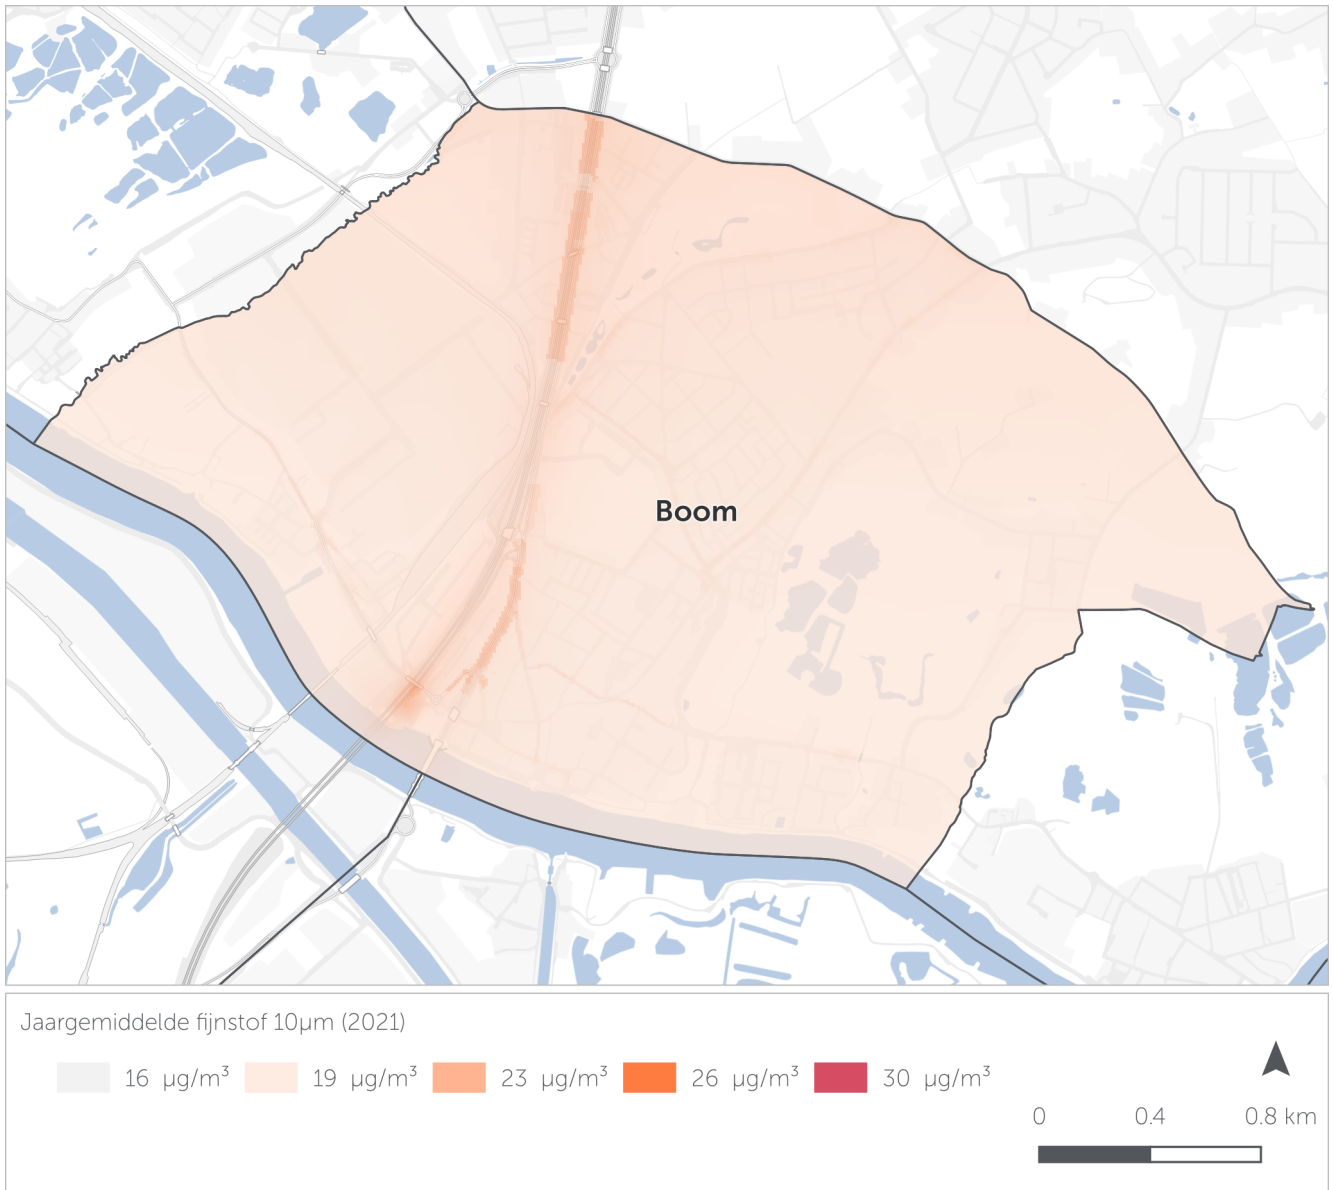 Boom
Jaargemiddelde fijnstof 10µm (2021)
16 µg/m³ 19 µg/m³ 23 µg/m³ 26 µg/m³ 30 µg/m³
0 0.4 0.8 km